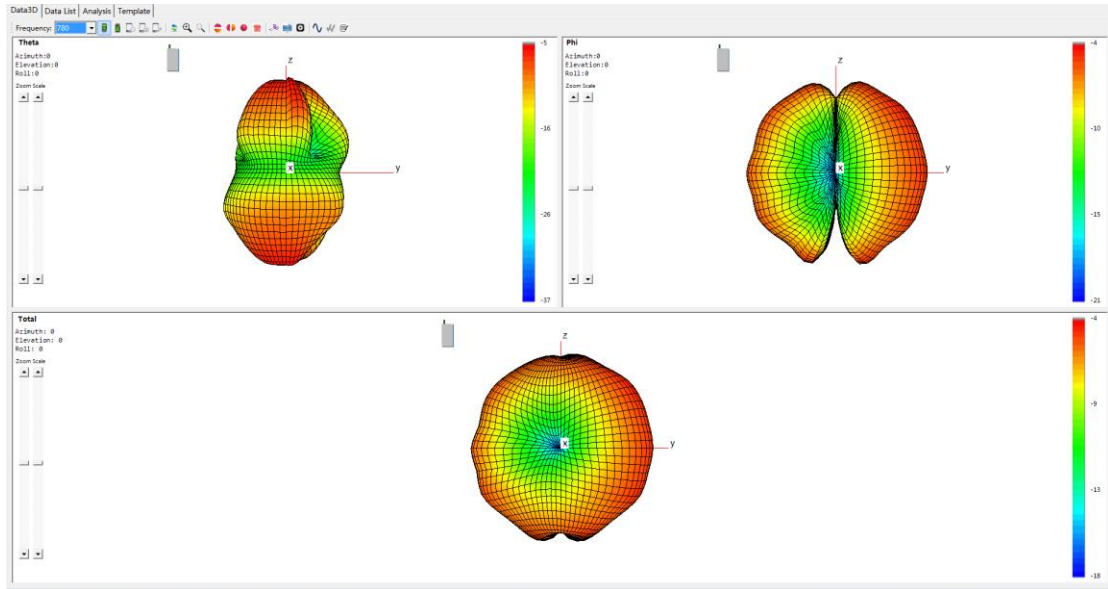 Data3D Data List Analysis Template
Frequency: 780
Theta
Azimuth:0
Elevation:0
Roll:0
Zoom Scale
z
x
y
-5
-16
-26
-37
Phi
Azimuth:0
Elevation:0
Roll:0
Zoom Scale
z
x
y
-4
-10
-15
-21
Total
Azimuth: 0
Elevation: 0
Roll: 0
Zoom Scale
z
x
y
-4
-9
-13
-18